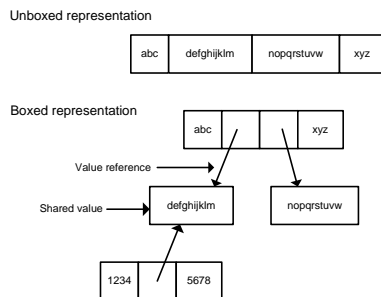 Unboxed representation
abc defghijklm nopqrstuvw xyz
Boxed representation
abc xyz
Value reference
Shared value defghijklm nopqrstuvw
1234 5678